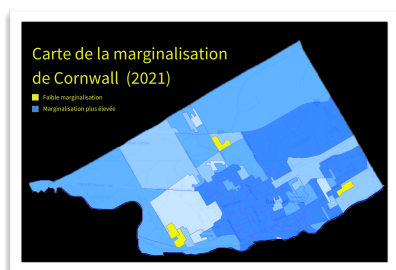 Carte de la marginalisation
de Cornwall (2021)
Faible marginalisation
Marginalisation plus élevée